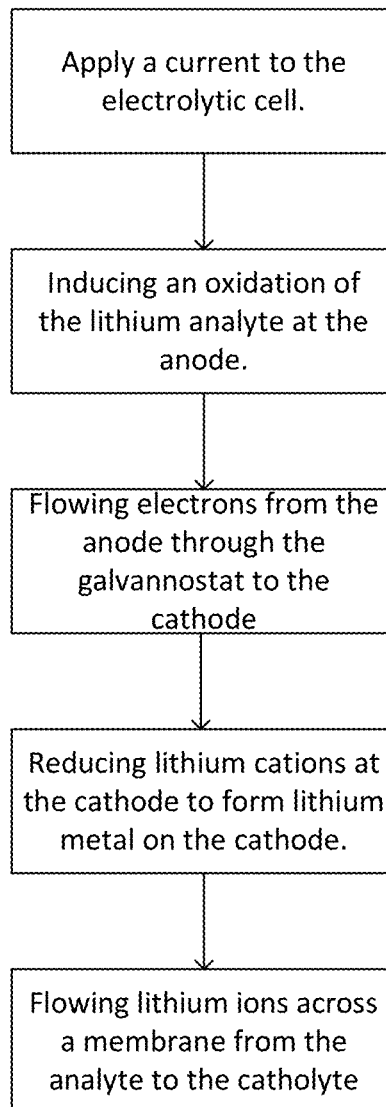 Apply a current to the
electrolytic cell.
Inducing an oxidation of
the lithium analyte at the
anode.
Flowing electrons from the
anode through the
galvannostat to the
cathode
Reducing lithium cations at
the cathode to form lithium
metal on the cathode.
Flowing lithium ions across
a membrane from the
analyte to the catholyte